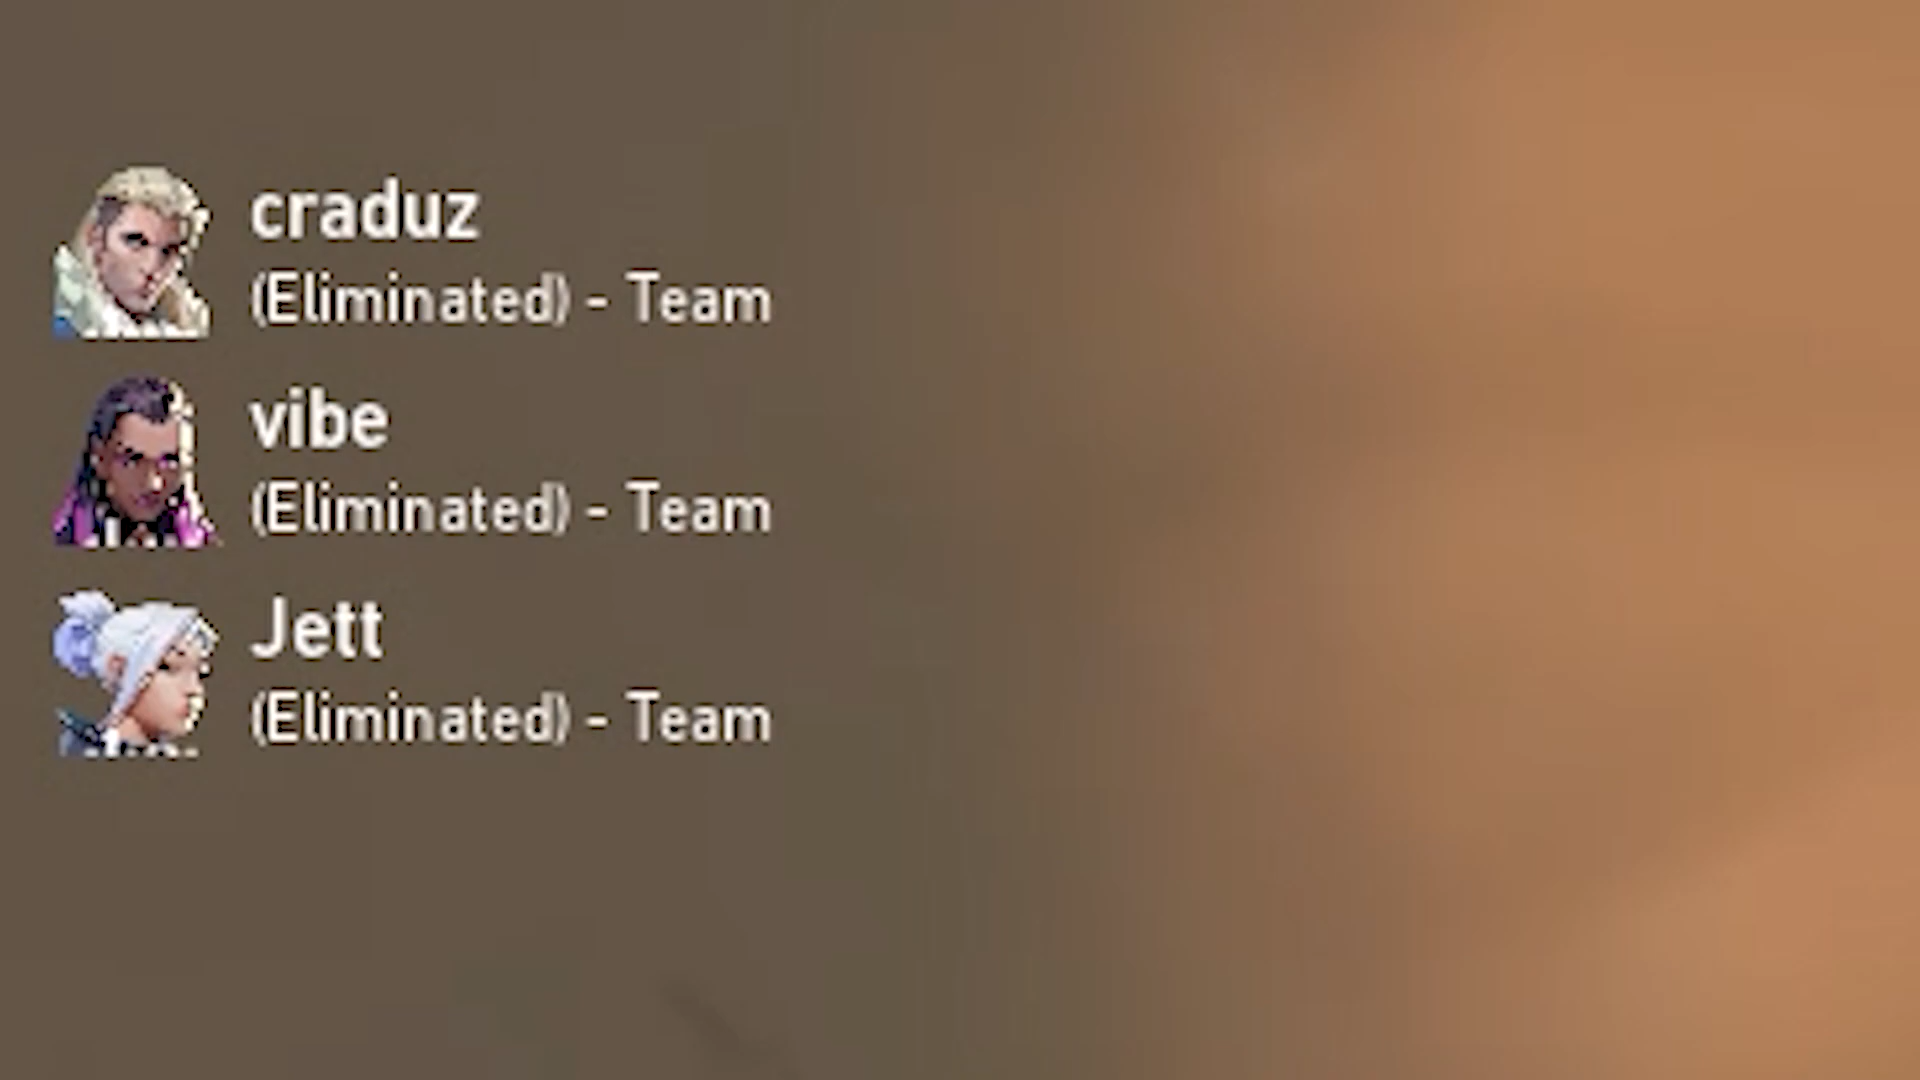 craduz
(Eliminated) - Team
vibe
(Eliminated) - Team
Jett
(Eliminated) - Team